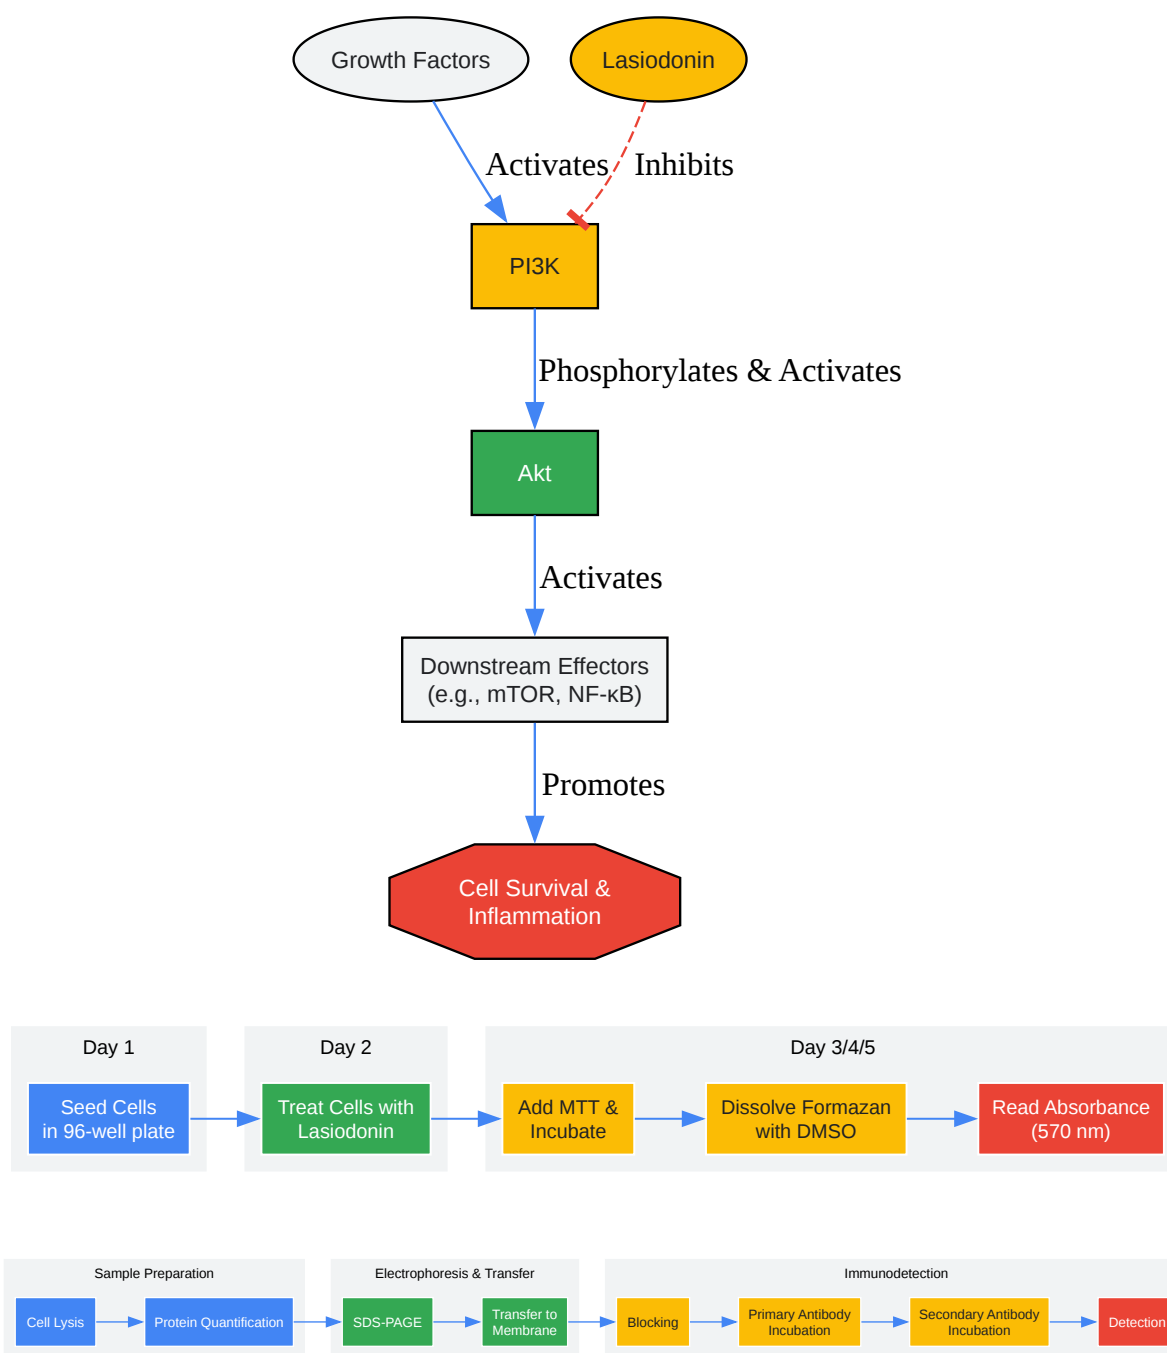 Growth Factors
Lasiodonin
Activates
Inhibits
PI3K
Phosphorylates & Activates
Akt
Activates
Downstream Effectors
(e.g., mTOR, NF-κB)
Promotes
Cell Survival &
Inflammation
Day 1
Day 2
Day 3/4/5
Seed Cells
in 96-well plate
Treat Cells with
Lasiodonin
Add MTT &
Incubate
Dissolve Formazan
with DMSO
Read Absorbance
(570 nm)
Sample Preparation
Electrophoresis & Transfer
Immunodetection
Cell Lysis
Protein Quantification
SDS-PAGE
Transfer to
Membrane
Blocking
Primary Antibody
Incubation
Secondary Antibody
Incubation
Detection